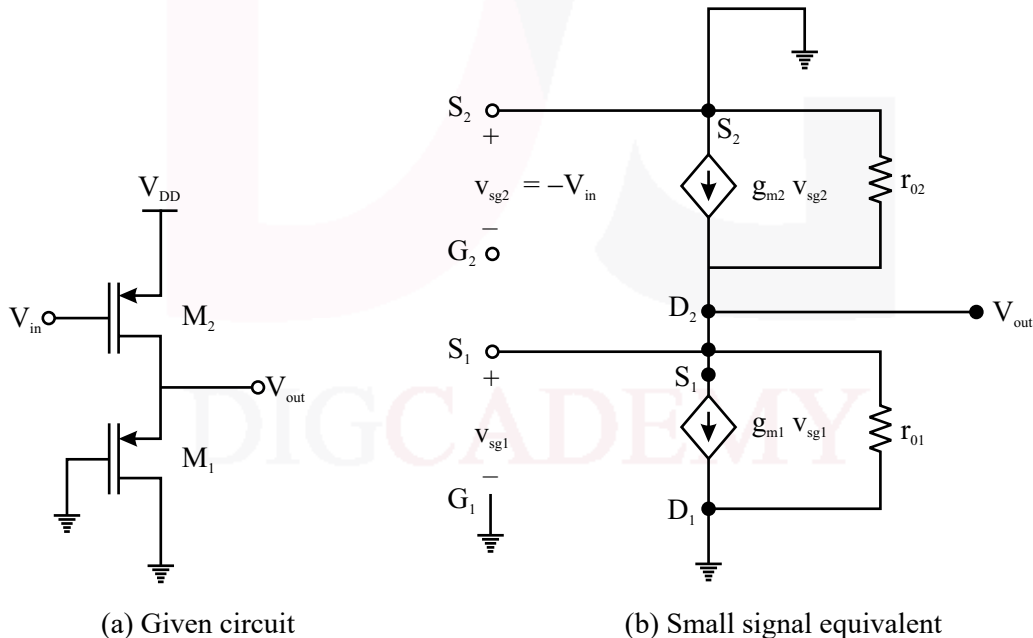 V_DD
V_in
M_2
V_out
M_1
(a) Given circuit
S_2
+
S_2
v_sg2 = –V_in
g_m2 v_sg2
r_02
–
G_2
D_2
V_out
S_1
+
S_1
v_sg1
g_m1 v_sg1
r_01
–
G_1
D_1
(b) Small signal equivalent
DIGCADEMY